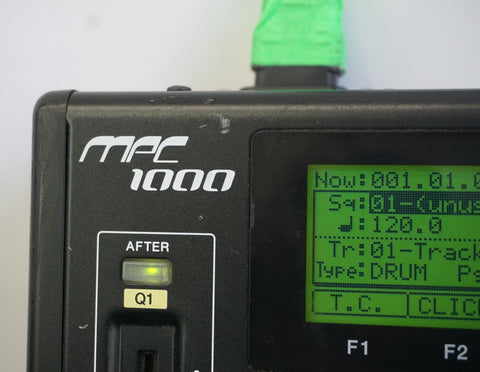 MPC
1000
Now:001.01.0
Sq:01-(unus
♩:120.0
Tr:01-Track
Type:DRUM Ps
T.C. CLICK
AFTER
Q1
F1 F2